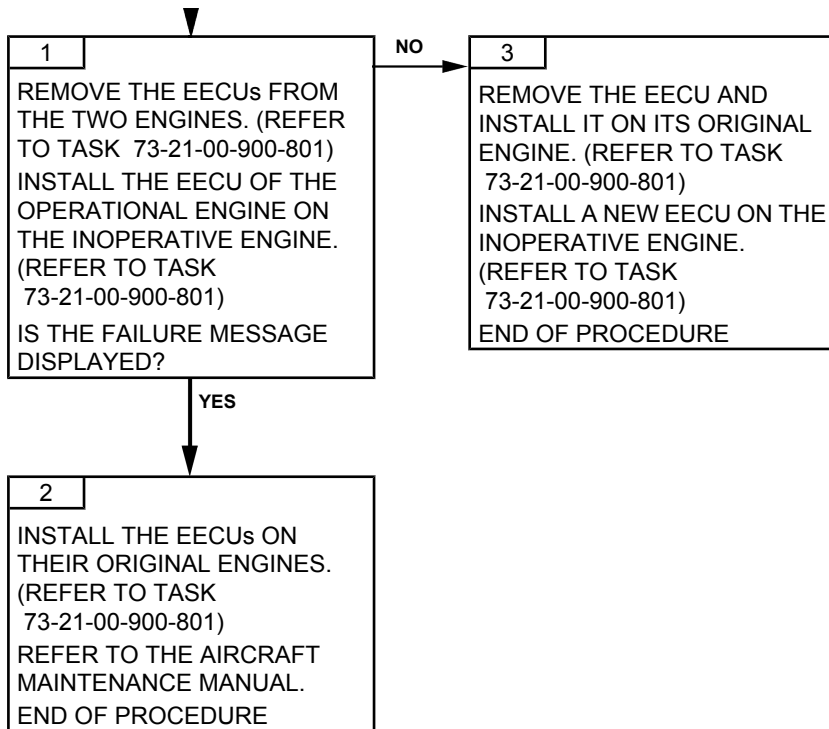 1
REMOVE THE EECUs FROM
THE TWO ENGINES. (REFER
TO TASK 73-21-00-900-801)
INSTALL THE EECU OF THE
OPERATIONAL ENGINE ON
THE INOPERATIVE ENGINE.
(REFER TO TASK
73-21-00-900-801)
IS THE FAILURE MESSAGE
DISPLAYED?
NO
3
REMOVE THE EECU AND
INSTALL IT ON ITS ORIGINAL
ENGINE. (REFER TO TASK
73-21-00-900-801)
INSTALL A NEW EECU ON THE
INOPERATIVE ENGINE.
(REFER TO TASK
73-21-00-900-801)
END OF PROCEDURE
YES
2
INSTALL THE EECUs ON
THEIR ORIGINAL ENGINES.
(REFER TO TASK
73-21-00-900-801)
REFER TO THE AIRCRAFT
MAINTENANCE MANUAL.
END OF PROCEDURE